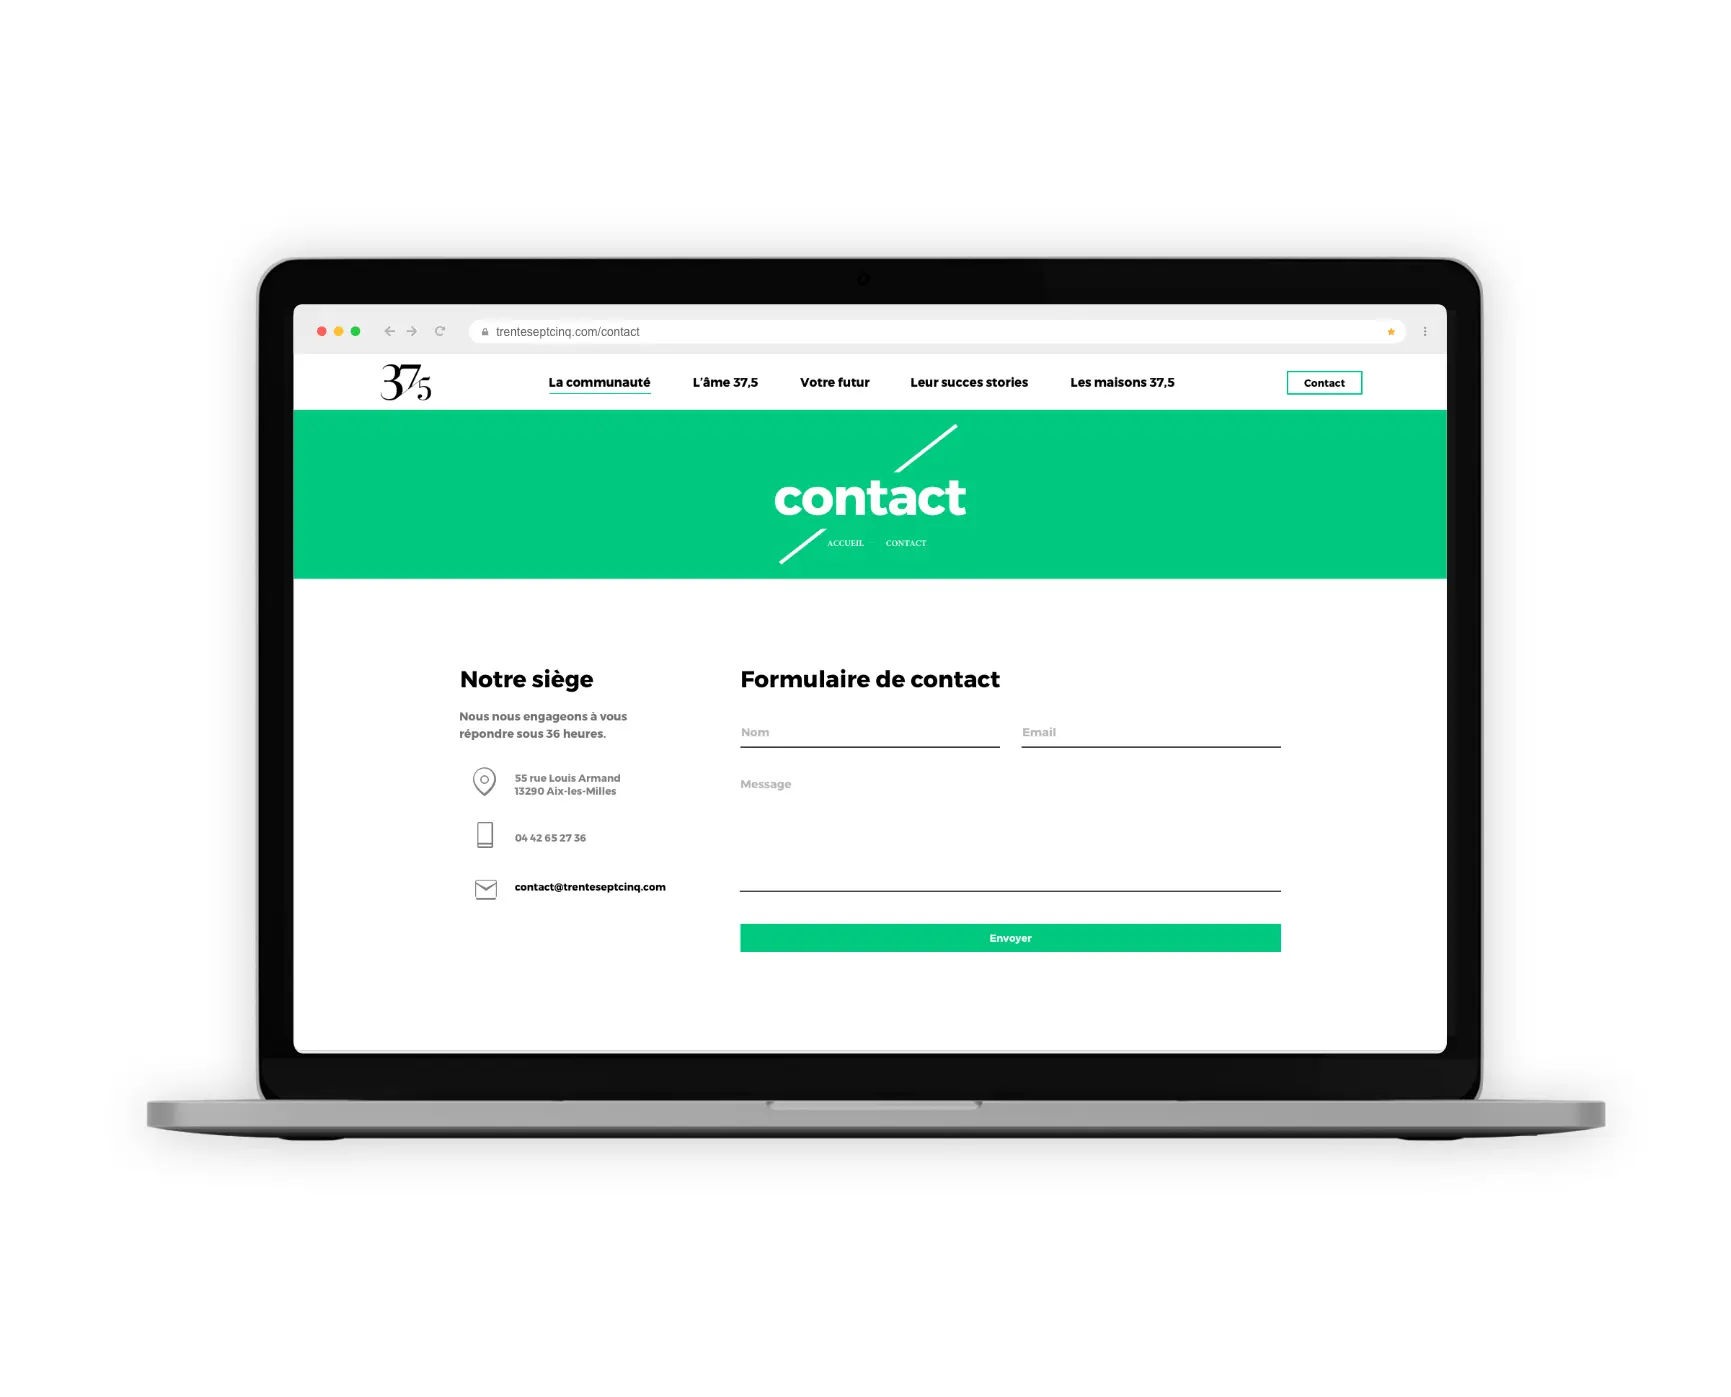 trenteseptcinq.com/contact
37,5
La communauté
L'âme 37,5
Votre futur
Leur succes stories
Les maisons 37,5
Contact
contact
ACCUEIL
CONTACT
Notre siège
Nous nous engageons à vous
répondre sous 36 heures.
55 rue Louis Armand
13290 Aix-les-Milles
04 42 65 27 36
contact@trenteseptcinq.com
Formulaire de contact
Nom
Email
Message
Envoyer